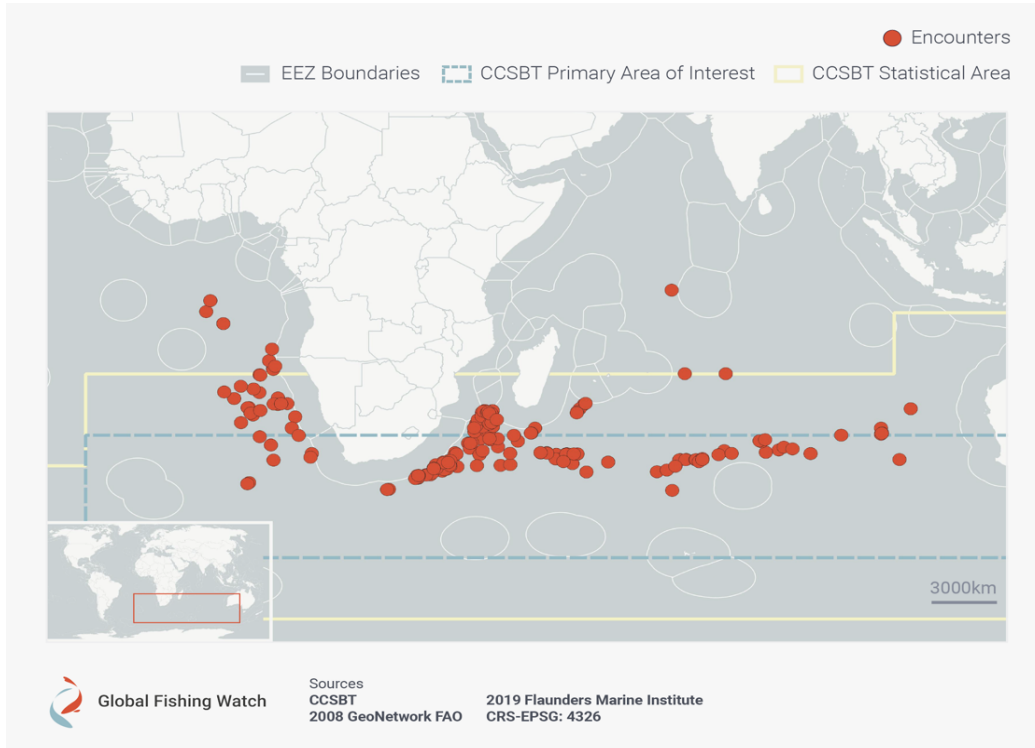 Encounters
EEZ Boundaries CCSBT Primary Area of Interest CCSBT Statistical Area
3000km
Global Fishing Watch
Sources
CCSBT
2008 GeoNetwork FAO
2019 Flaunders Marine Institute
CRS-EPSG: 4326